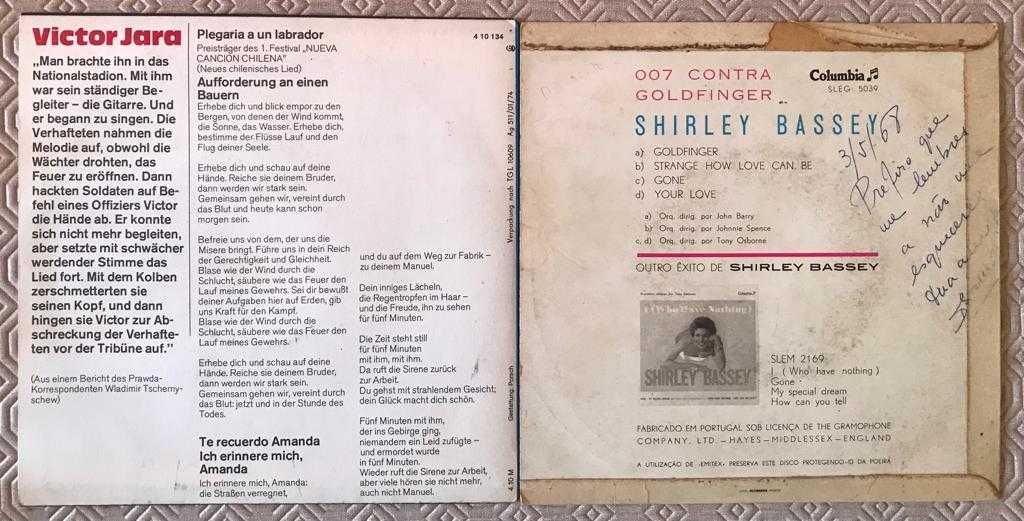 Victor Jara
„Man brachte ihn in das
Nationalstadion. Mit ihm
war sein ständiger Be-
gleiter – die Gitarre. Und
er begann zu singen. Die
Verhafteten nahmen die
Melodie auf, obwohl die
Wächter drohten, das
Feuer zu eröffnen. Dann
hackten Soldaten auf Be-
fehl eines Offiziers Victor
die Hände ab. Er konnte
sich nicht mehr begleiten,
aber setzte mit schwächer
werdender Stimme das
Lied fort. Mit dem Kolben
zerschmetterten sie
seinen Kopf, und dann
hingen sie Victor zur Ab-
schreckung der Verhafte-
ten vor der Tribüne auf.”
(Aus einem Bericht des Prawda-
Korrespondenten Wladimir Tscherny-
schew)
Plegaria a un labrador
Preisträger des 1. Festival „NUEVA
CANCIÓN CHILENA”
(Neues chilenisches Lied)
Aufforderung an einen
Bauern
Erhebe dich und blick empor zu den
Bergen, von denen der Wind kommt,
die Sonne, das Wasser. Erhebe dich,
bestimme der Flüsse Lauf und den
Flug deiner Seele.
Erhebe dich und schau auf deine
Hände. Reiche sie deinem Bruder,
dann werden wir stark sein.
Gemeinsam gehen wir, vereint durch
das Blut und heute kann schon
morgen sein.
Befreie uns von dem, der uns die
Misere bringt. Führe uns in dein Reich
der Gerechtigkeit und Gleichheit.
Blase wie der Wind durch die
Schlucht, säubere wie das Feuer den
Lauf meines Gewehrs. Sei dir bewußt
deiner Aufgaben hier auf Erden, gib
uns Kraft für den Kampf.
Blase wie der Wind durch die
Schlucht, säubere wie das Feuer den
Lauf meines Gewehrs.
Erhebe dich und schau auf deine
Hände. Reiche sie deinem Bruder,
dann werden wir stark sein.
Gemeinsam gehen wir, vereint durch
das Blut: jetzt und in der Stunde des
Todes.
Te recuerdo Amanda
Ich erinnere mich,
Amanda
Ich erinnere mich, Amanda:
die Straßen verregnet,
und du auf dem Weg zur Fabrik –
zu deinem Manuel.
Dein inniges Lächeln,
die Regentropfen im Haar –
und die Freude, ihn zu sehen
für fünf Minuten.
Die Zeit steht still
für fünf Minuten
mit ihm, mit ihm.
Da ruft die Sirene zurück
zur Arbeit.
Du gehst mit strahlendem Gesicht;
dein Glück macht dich schön.
Fünf Minuten mit ihm,
der ins Gebirge ging,
niemandem ein Leid zufügte –
und ermordet wurde
in fünf Minuten.
Wieder ruft die Sirene zur Arbeit,
aber viele hören sie nicht mehr,
auch nicht Manuel.
4 10 134
Verpackung nach TGL 10609 Ag 511/01/74
Gestaltung: Porsch
4.10 M
007 CONTRA
GOLDFINGER
Columbia
SLEG 5039
SHIRLEY BASSEY
a) GOLDFINGER
b) STRANGE HOW LOVE CAN BE
c) GONE
d) YOUR LOVE
a) Orq. dirig. por John Barry
b) Orq. dirig. por Johnnie Spence
c, d) Orq. dirig. por Tony Osborne
OUTRO ÊXITO DE SHIRLEY BASSEY
I (Who Have Nothing)
SHIRLEY BASSEY
SLEM 2169
I (Who have nothing)
Gone
My special dream
How can you tell
FABRICADO EM PORTUGAL SOB LICENÇA DE THE GRAMOPHONE
COMPANY, LTD. – HAYES – MIDDLESSEX – ENGLAND
A UTILIZAÇÃO DE «EMITEX» PRESERVA ESTE DISCO PROTEGENDO-O DA POEIRA
3/5/68
Prefiro que
me lembres
a não me
esquecer
Tua